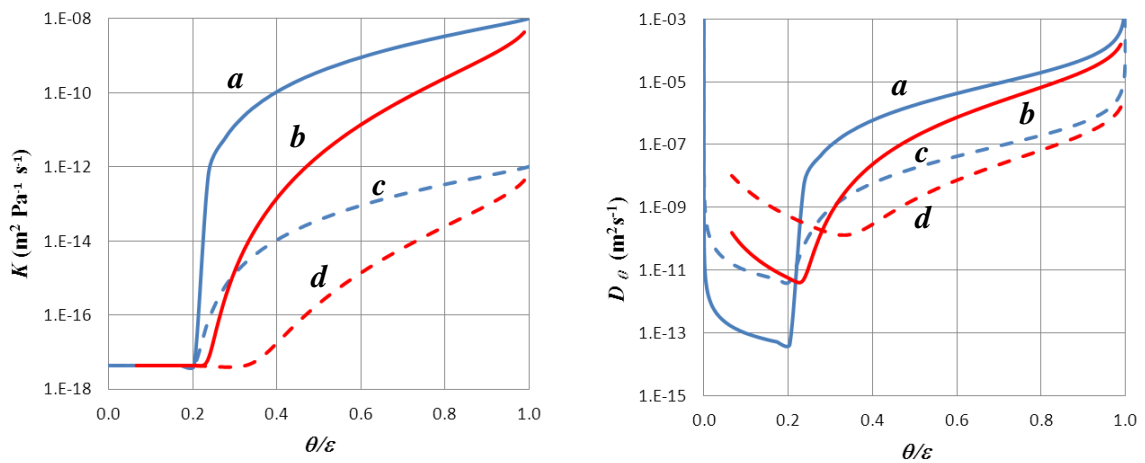 K (m² Pa⁻¹ s⁻¹)
1.E-08
1.E-10
1.E-12
1.E-14
1.E-16
1.E-18
0.0 0.2 0.4 0.6 0.8 1.0
θ/ε
a
b
c
d
D θ (m²s⁻¹)
1.E-03
1.E-05
1.E-07
1.E-09
1.E-11
1.E-13
1.E-15
0.0 0.2 0.4 0.6 0.8 1.0
θ/ε
a
b
c
d